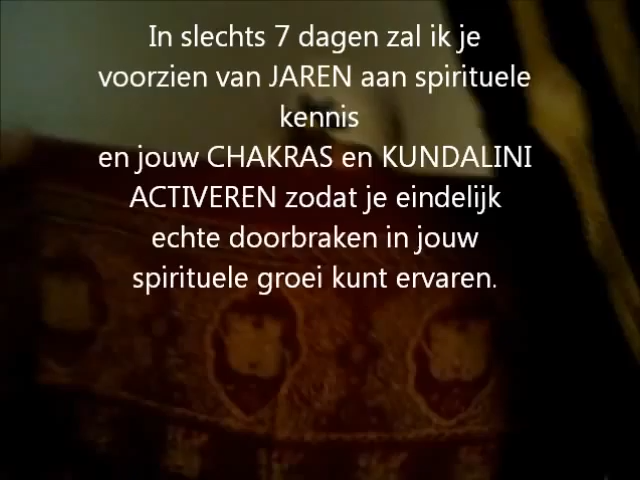 In slechts 7 dagen zal ik je
voorzien van JAREN aan spirituele
kennis
en jouw CHAKRAS en KUNDALINI
ACTIVEREN zodat je eindelijk
echte doorbraken in jouw
spirituele groei kunt ervaren.